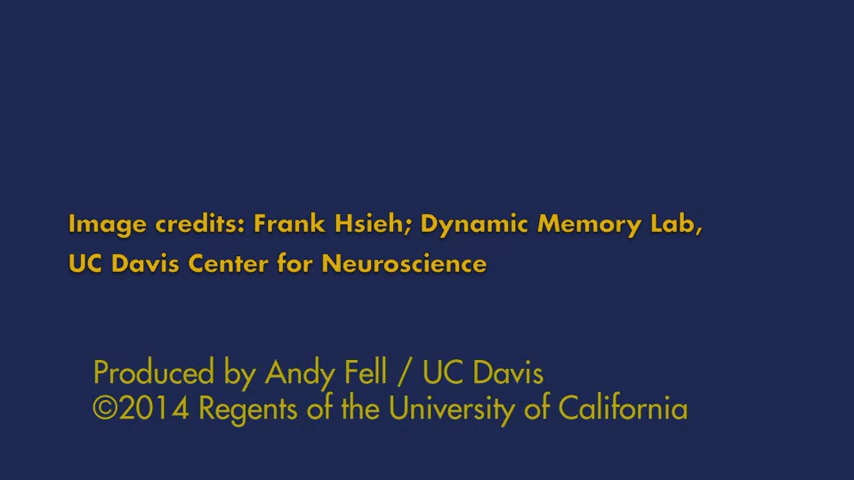 Image credits: Frank Hsieh; Dynamic Memory Lab,
UC Davis Center for Neuroscience
Produced by Andy Fell / UC Davis
©2014 Regents of the University of California